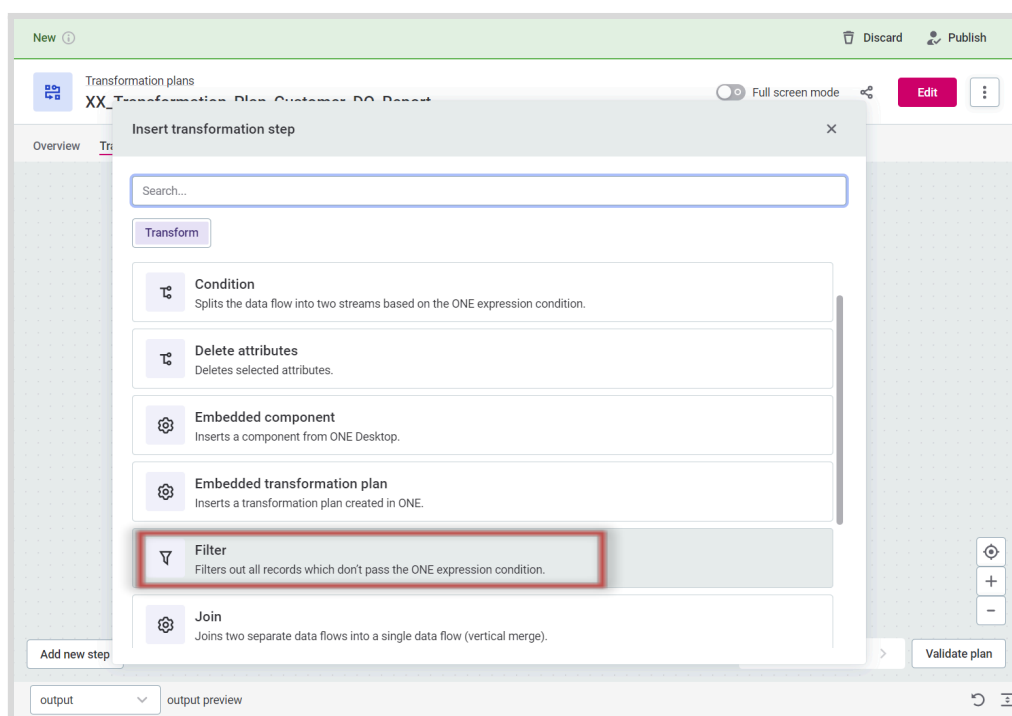 New
Discard
Publish
Transformation plans
XX_Transformation_Plan_Customer_DQ_Report
Full screen mode
Edit
Insert transformation step
Overview
Tra
Search...
Transform
Condition
Splits the data flow into two streams based on the ONE expression condition.
Delete attributes
Deletes selected attributes.
Embedded component
Inserts a component from ONE Desktop.
Embedded transformation plan
Inserts a transformation plan created in ONE.
Filter
Filters out all records which don't pass the ONE expression condition.
Join
Joins two separate data flows into a single data flow (vertical merge).
Add new step
Validate plan
output
output preview